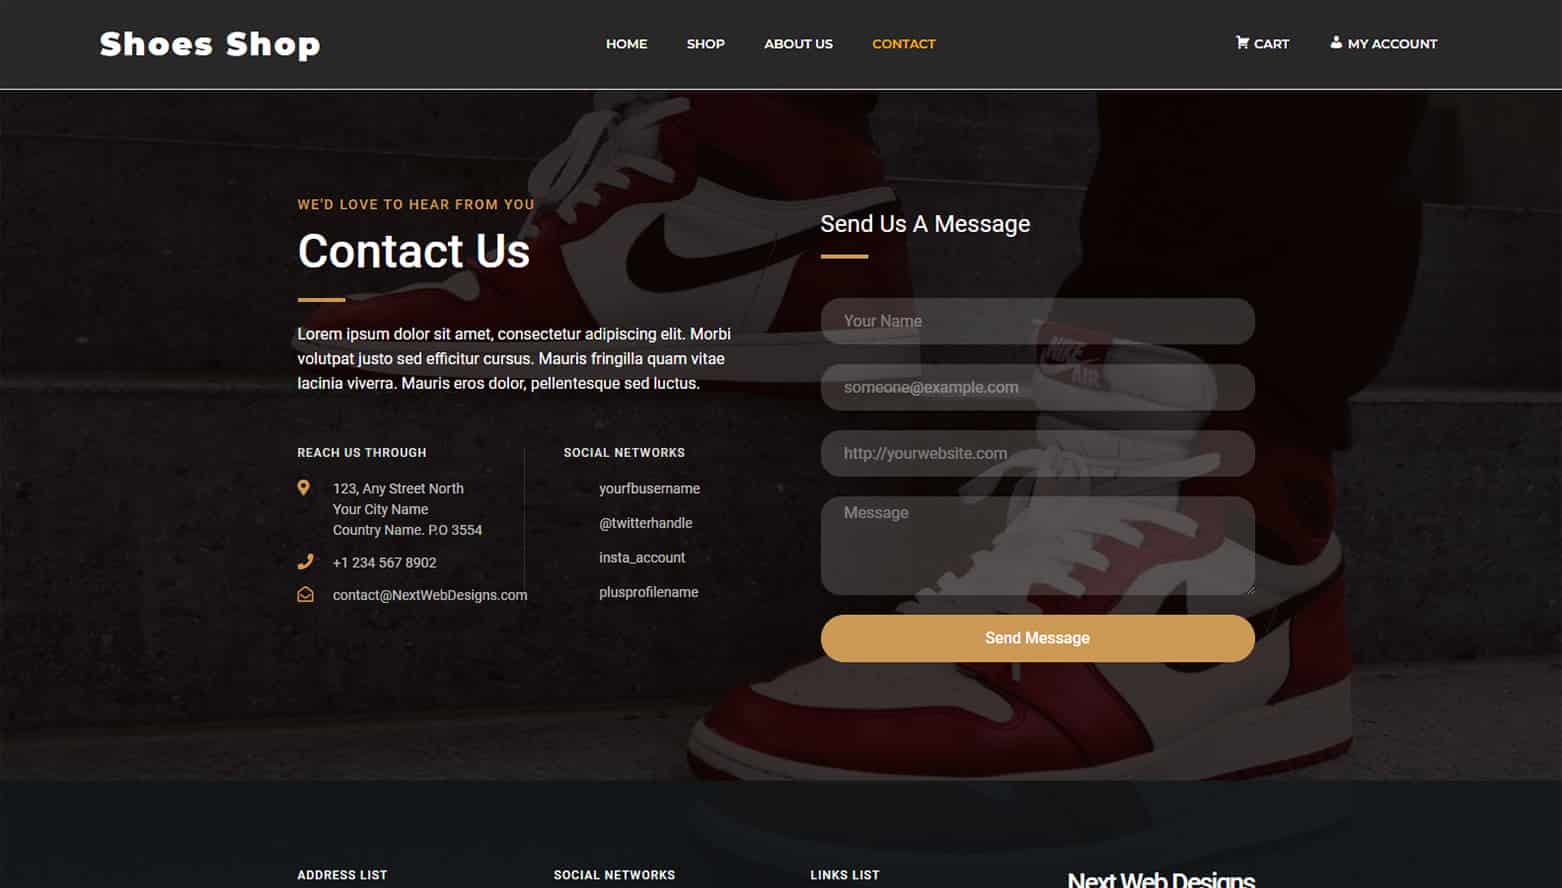 Shoes Shop
HOME
SHOP
ABOUT US
CONTACT
CART
MY ACCOUNT
WE'D LOVE TO HEAR FROM YOU
Contact Us
Lorem ipsum dolor sit amet, consectetur adipiscing elit. Morbi
volutpat justo sed efficitur cursus. Mauris fringilla quam vitae
lacinia viverra. Mauris eros dolor, pellentesque sed luctus.
REACH US THROUGH
123, Any Street North
Your City Name
Country Name. P.O 3554
+1 234 567 8902
contact@NextWebDesigns.com
SOCIAL NETWORKS
yourfbusername
@twitterhandle
insta_account
plusprofilename
Send Us A Message
Your Name
someone@example.com
http://yourwebsite.com
Message
Send Message
NIKE
AIR
ADDRESS LIST
SOCIAL NETWORKS
LINKS LIST
Next Web Designs